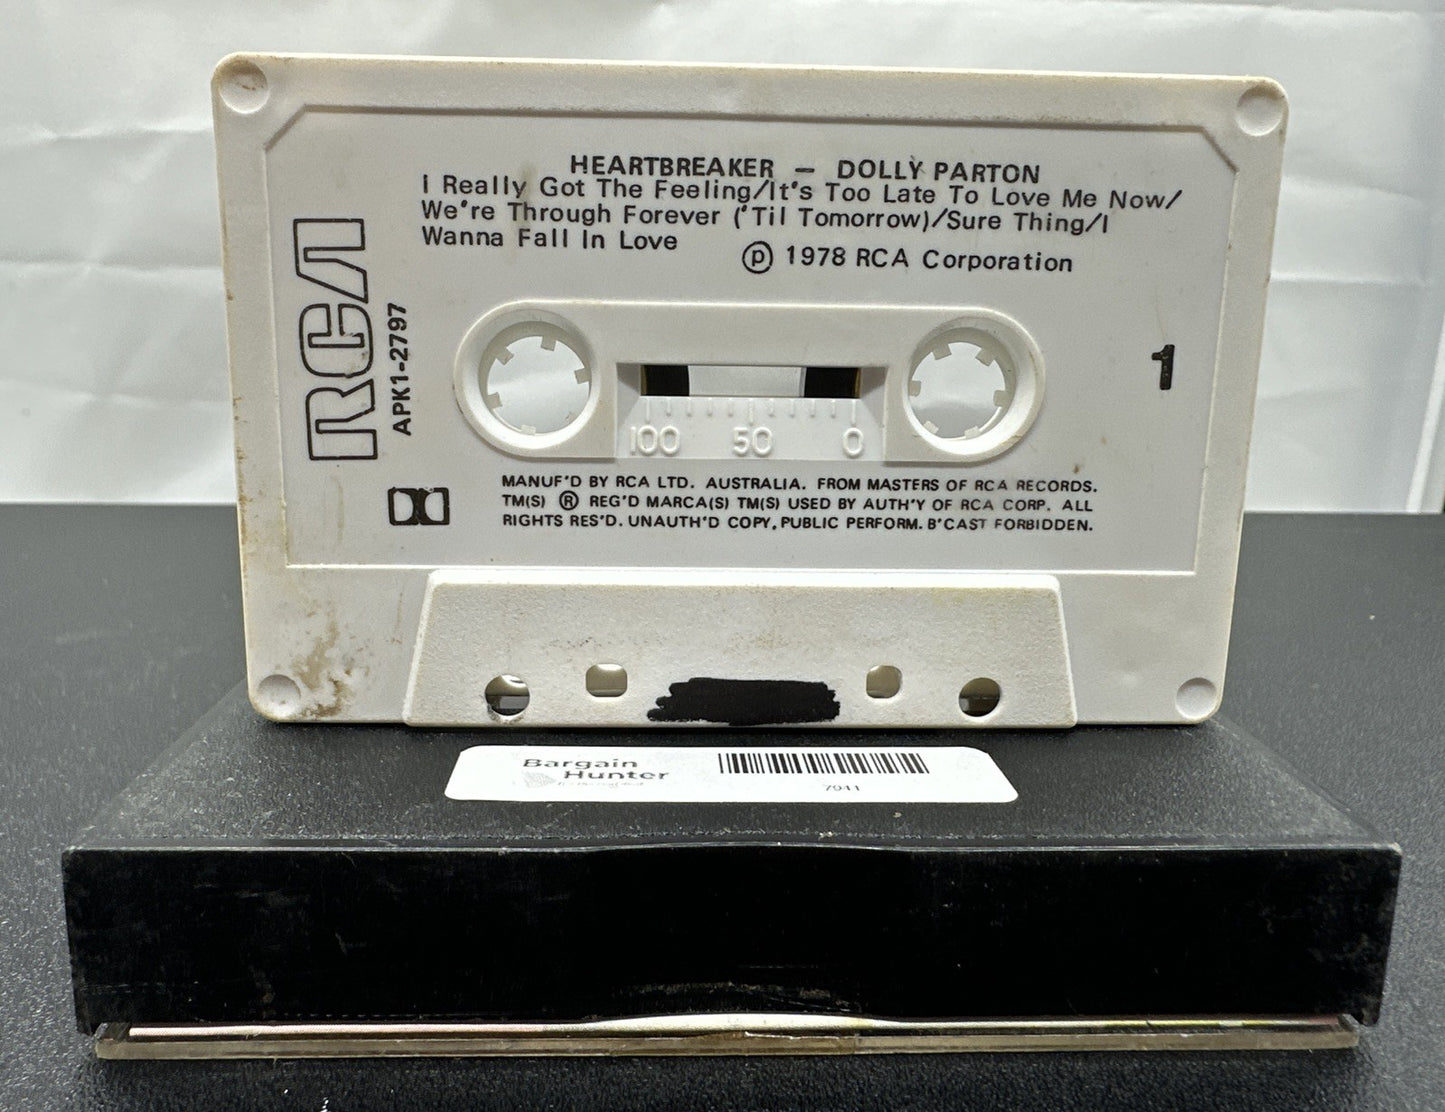 HEARTBREAKER — DOLLY PARTON
I Really Got The Feeling/It's Too Late To Love Me Now/
We're Through Forever ('Til Tomorrow)/Sure Thing/I
Wanna Fall In Love
℗ 1978 RCA Corporation
RCA
APK1-2797
1
100 50 0
MANUF'D BY RCA LTD. AUSTRALIA. FROM MASTERS OF RCA RECORDS.
TM(S) ® REG'D MARCA(S) TM(S) USED BY AUTH'Y OF RCA CORP. ALL
RIGHTS RES'D. UNAUTH'D COPY, PUBLIC PERFORM. B'CAST FORBIDDEN.
Bargain
Hunter
7941